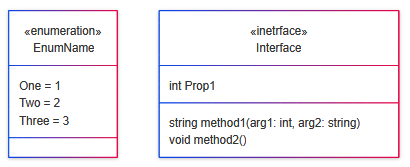 «enumeration»
EnumName
One = 1
Two = 2
Three = 3
«inetrface»
Interface
int Prop1
string method1(arg1: int, arg2: string)
void method2()